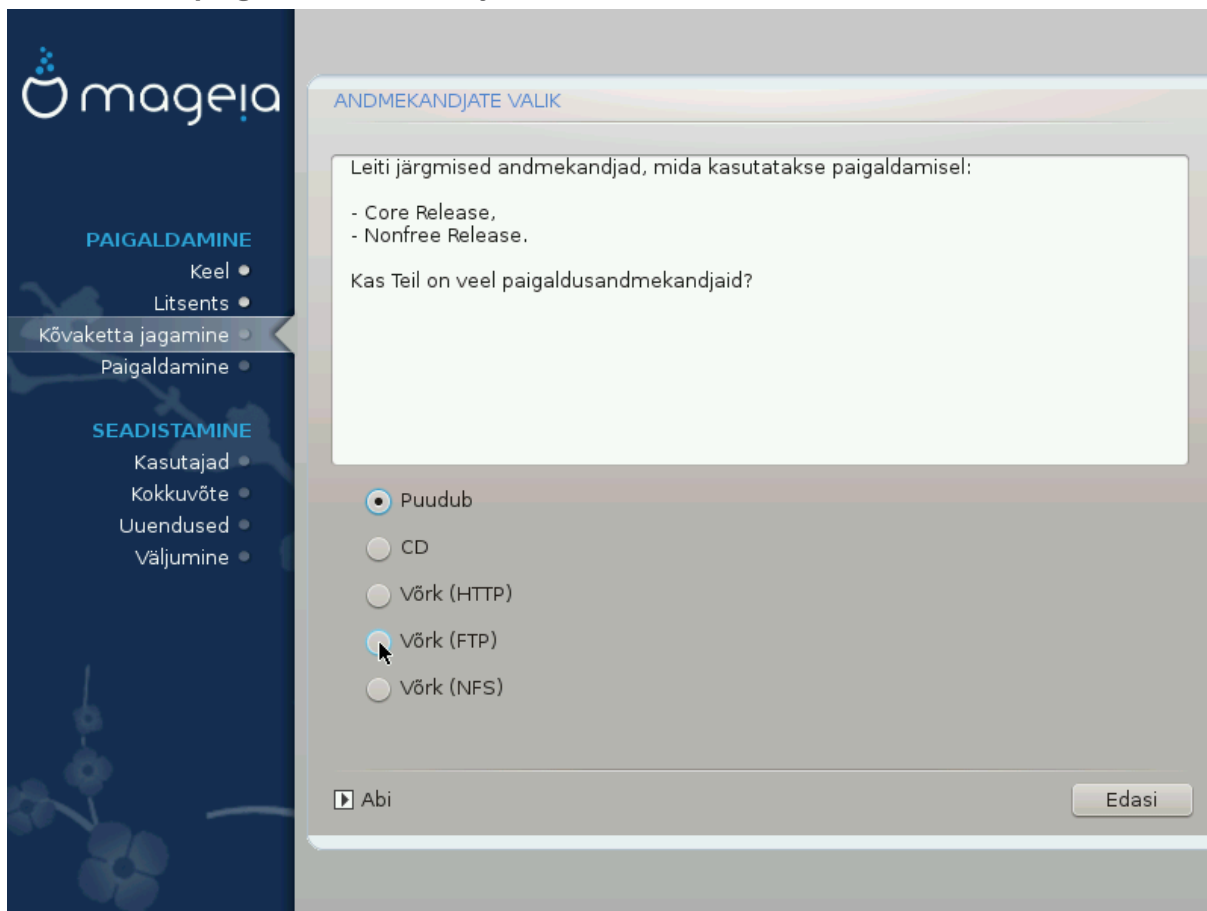 mageia
PAIGALDAMINE
Keel
Litsents
Kõvaketta jagamine
Paigaldamine
SEADISTAMINE
Kasutajad
Kokkuvõte
Uuendused
Väljumine
ANDMEKANDJATE VALIK
Leiti järgmised andmekandjad, mida kasutatakse paigaldamisel:
- Core Release,
- Nonfree Release.
Kas Teil on veel paigaldusandmekandjaid?
Puudub
CD
Võrk (HTTP)
Võrk (FTP)
Võrk (NFS)
Abi
Edasi